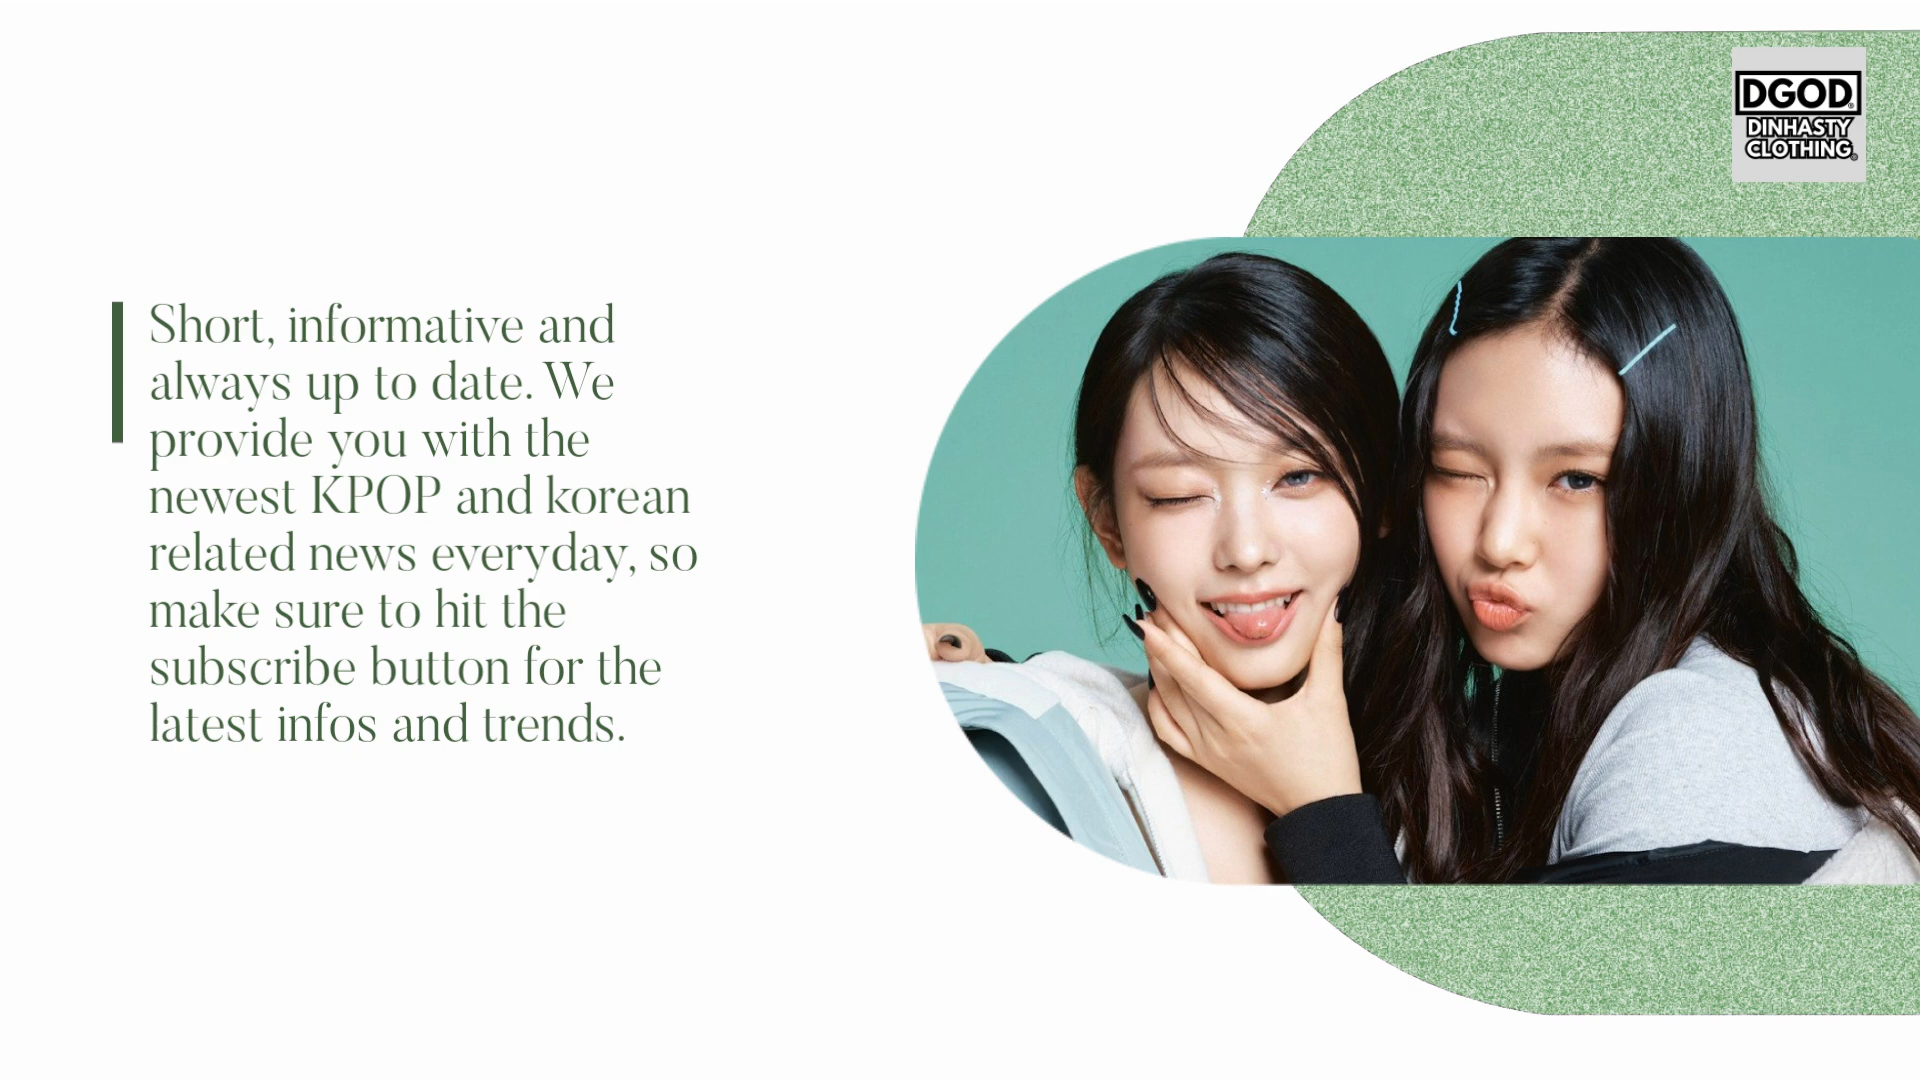 Short, informative and
always up to date. We
provide you with the
newest KPOP and korean
related news everyday, so
make sure to hit the
subscribe button for the
latest infos and trends.
DGOD®
DINHASTY
CLOTHING®